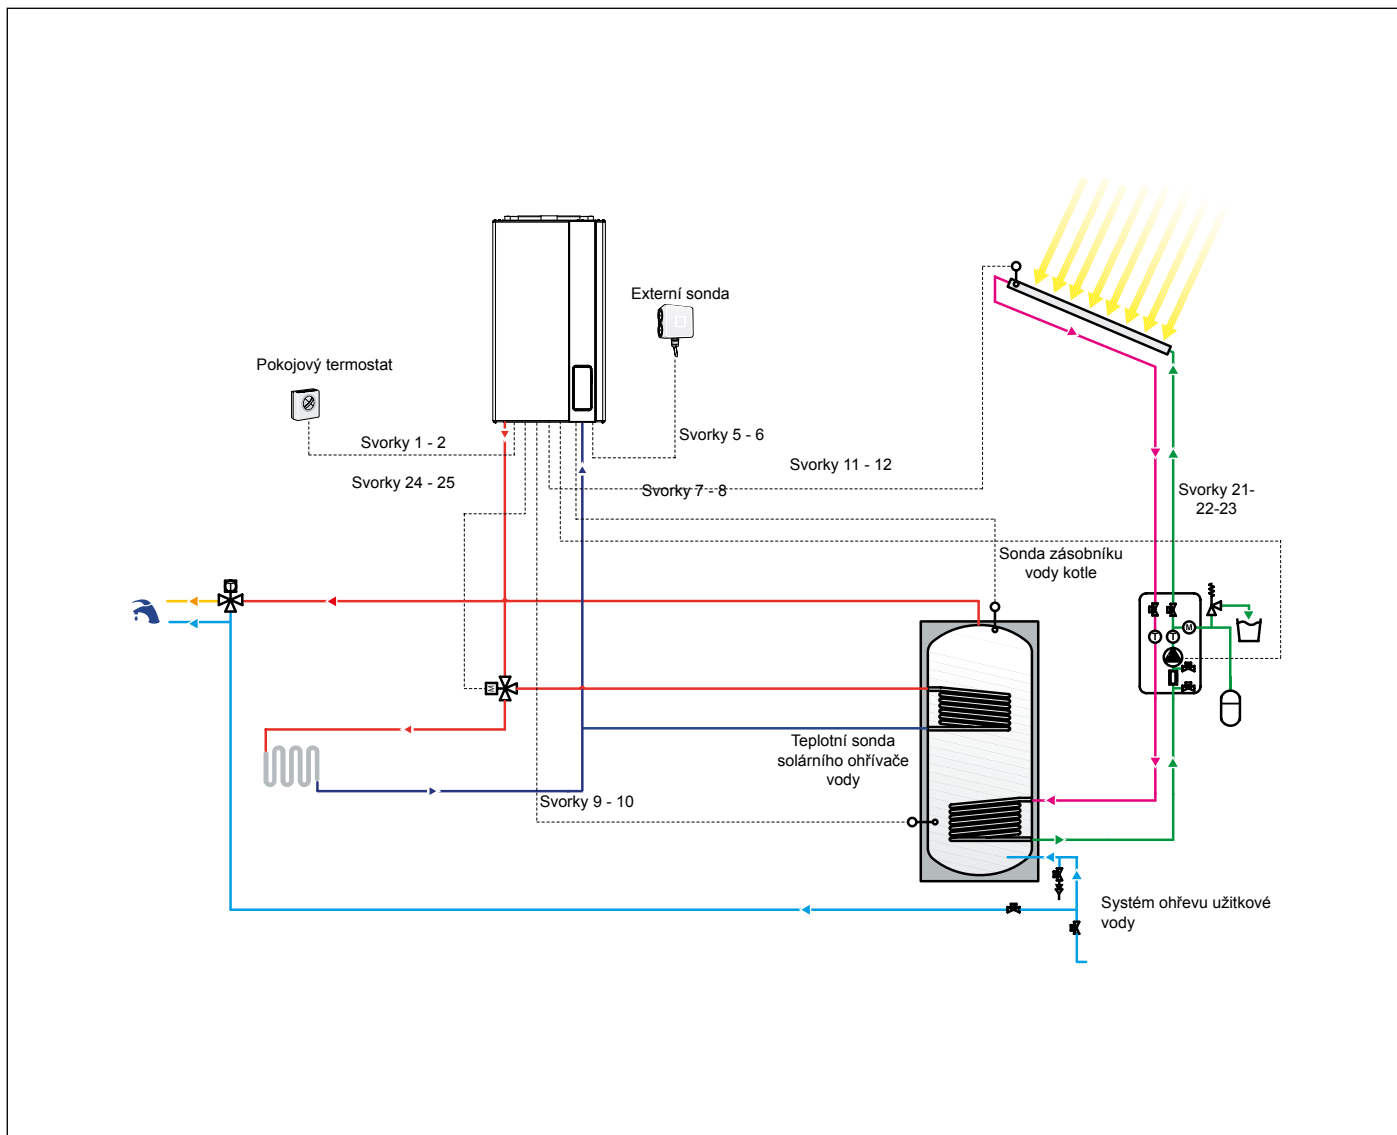 Externí sonda
Pokojový termostat
Svorky 1 - 2
Svorky 5 - 6
Svorky 11 - 12
Svorky 24 - 25
Svorky 7 - 8
Svorky 21-
22-23
Sonda zásobníku
vody kotle
T
M
T
T
M
Teplotní sonda
solárního ohřívače
vody
Svorky 9 - 10
Systém ohřevu užitkové
vody